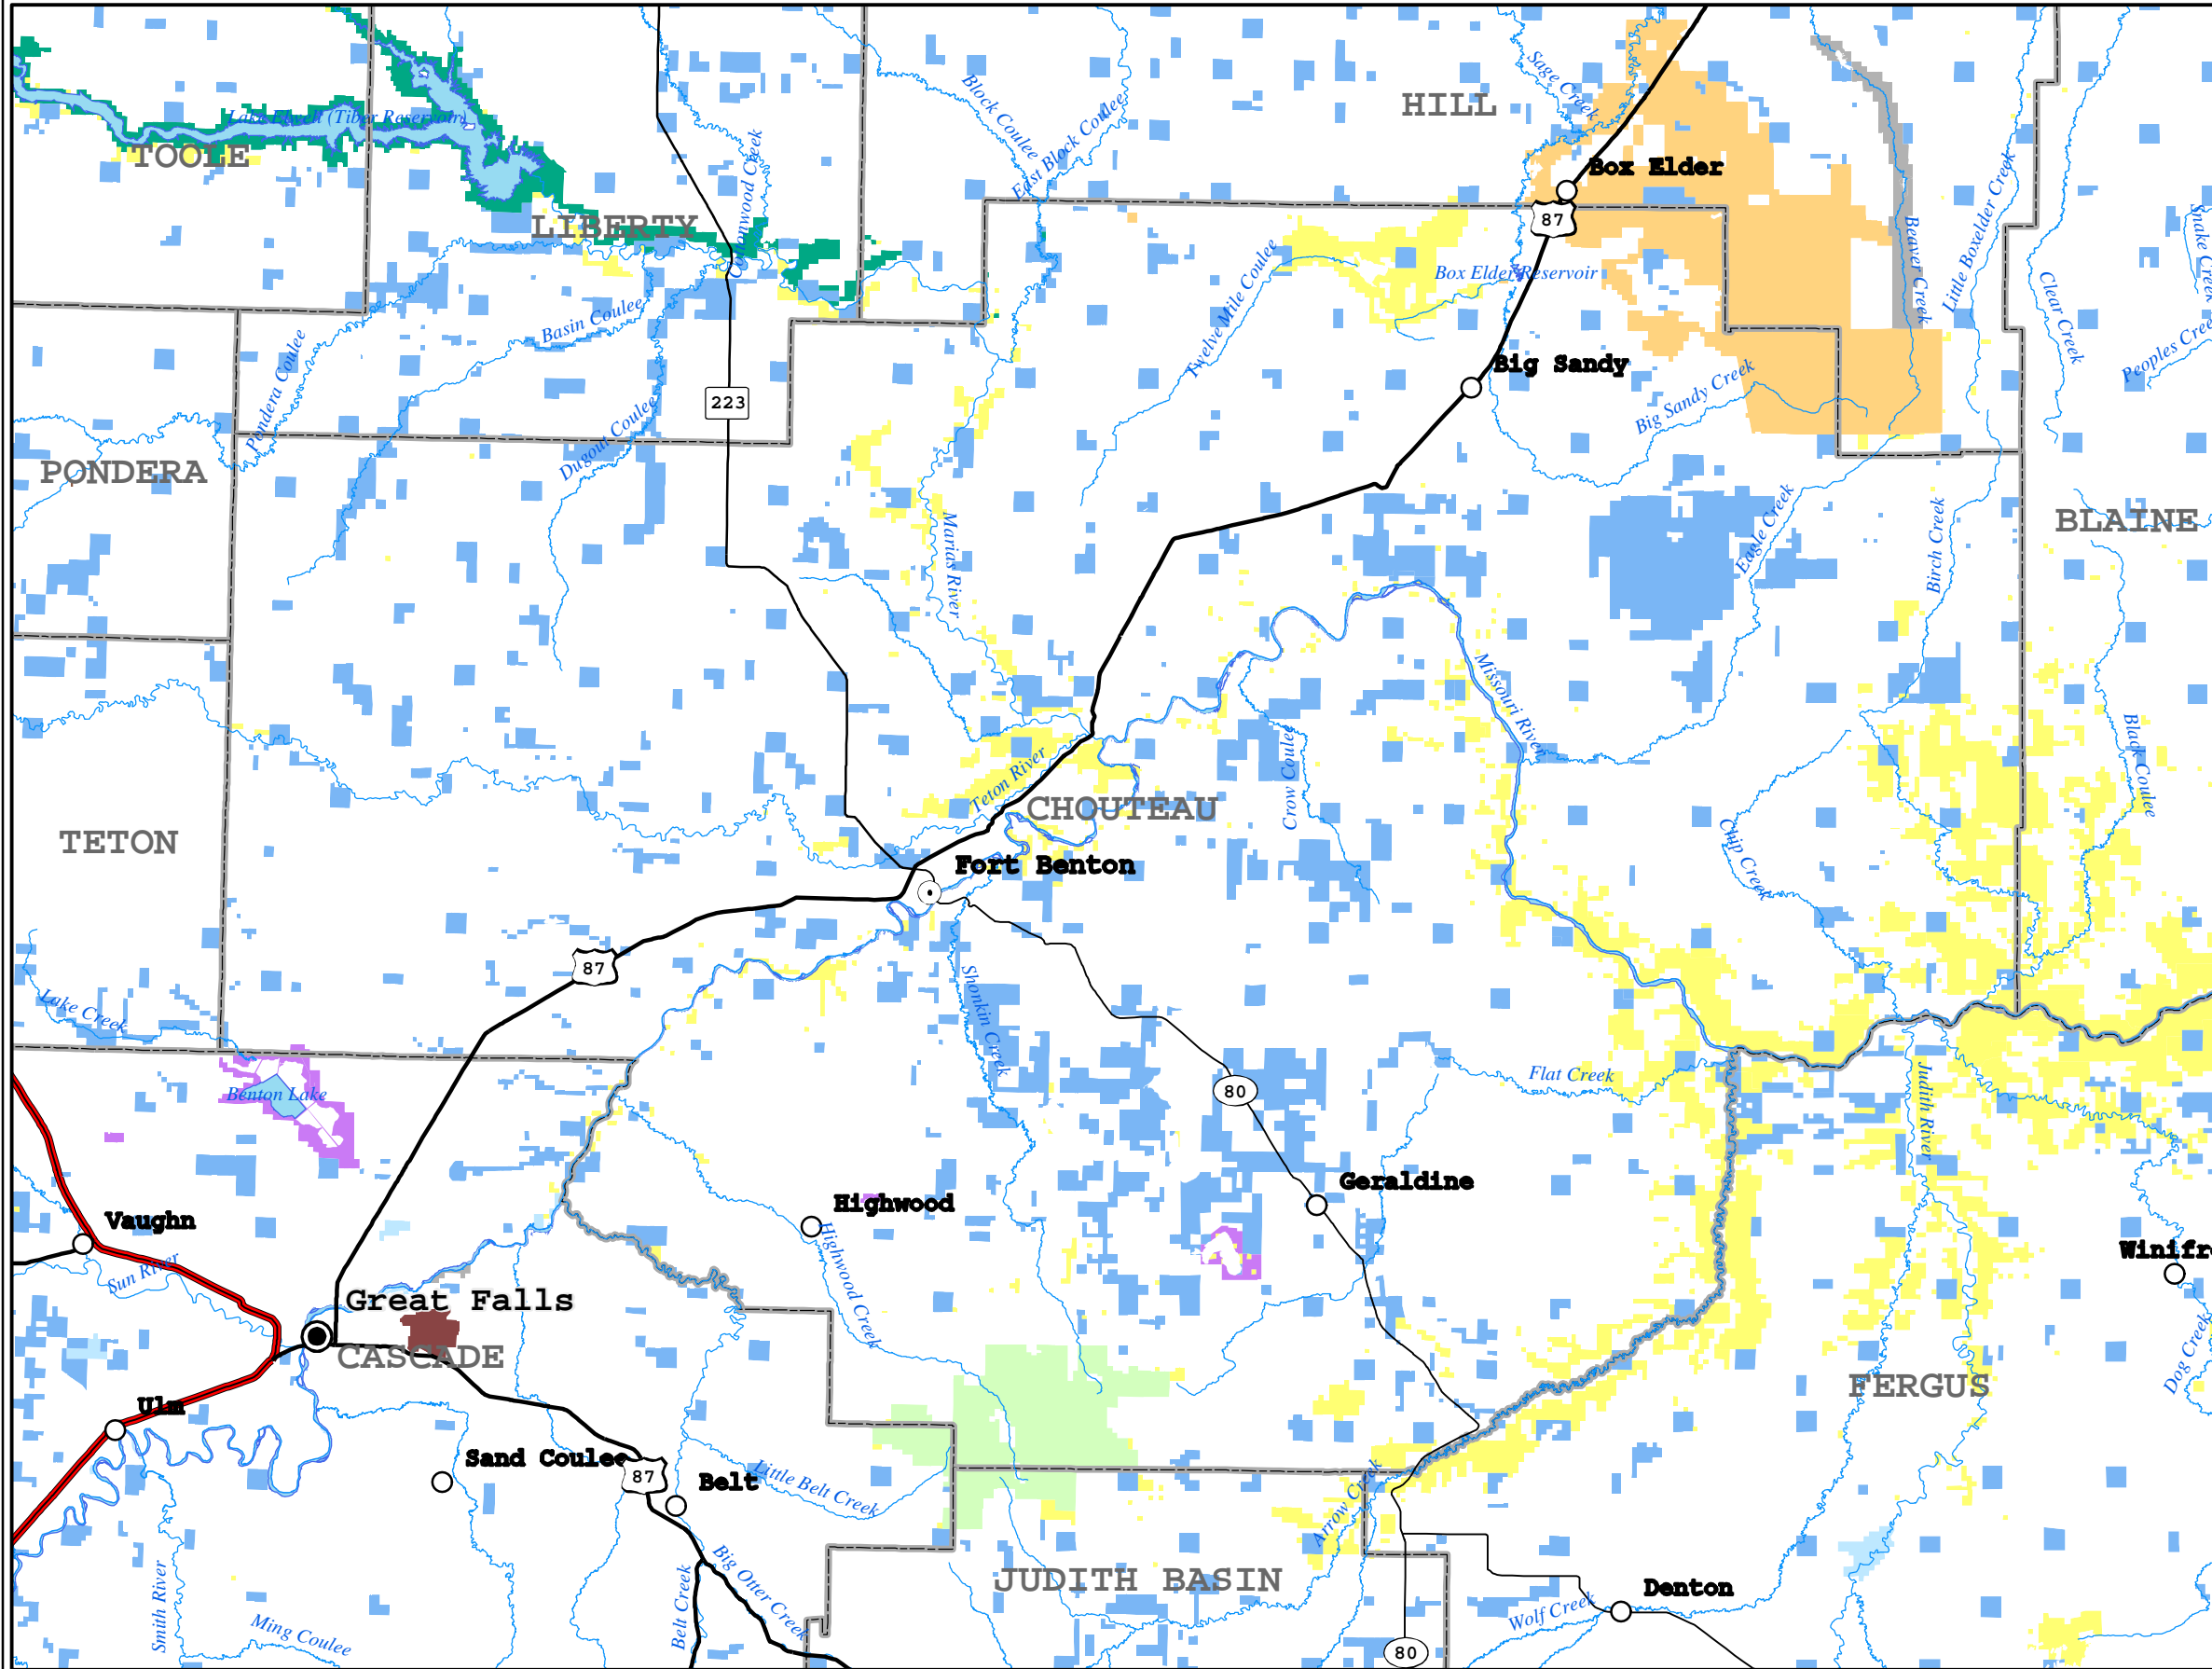 Sage Creek
Block Coulee
HILL
East Block Coulee
Lake Elwell (Tiber Reservoir)
TOOLE
Cottonwood Creek
Box Elder
Little Boxelder Creek
LIBERTY
87
Beaver Creek
Snake Creek
Twelve Mile Coulee
Box Elder Reservoir
Clear Creek
Basin Coulee
Pondera Coulee
Peoples Cree
Big Sandy
Big Sandy Creek
223
Dugout Coulee
PONDERA
BLAINE
Marias River
Eagle Creek
Birch Creek
Missouri River
Black Coulee
Teton River
Crow Coulee
CHOUTEAU
TETON
Chip Creek
Fort Benton
87
Lake Creek
Shonkin Creek
Flat Creek
Benton Lake
80
Judith River
Geraldine
Highwood
Vaughn
Winifr
Sun River
Highwood Creek
Great Falls
CASCADE
Dog Creek
FERGUS
Ulm
Sand Coulee
87
Belt
Little Belt Creek
Arrow Creek
JUDITH BASIN
Denton
Big Otter Creek
Belt Creek
Smith River
Wolf Creek
Ming Coulee
80